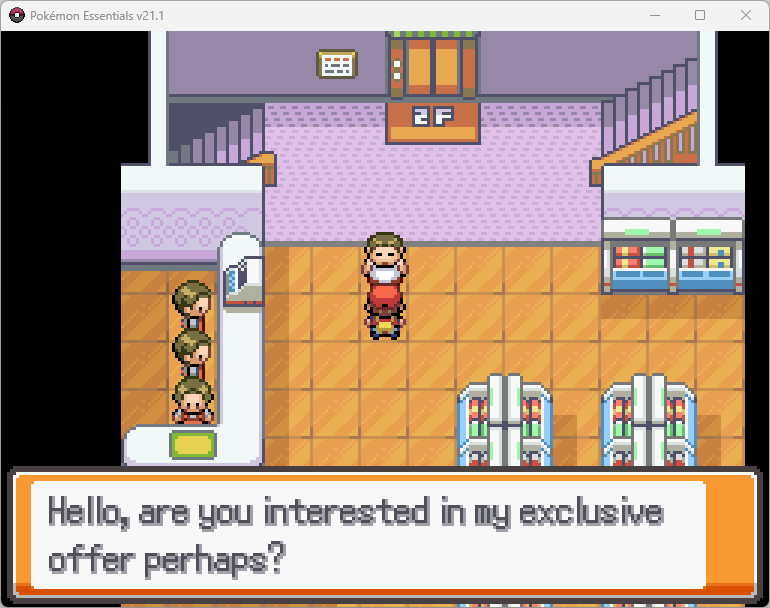 Pokémon Essentials v21.1
2F
Hello, are you interested in my exclusive
offer perhaps?